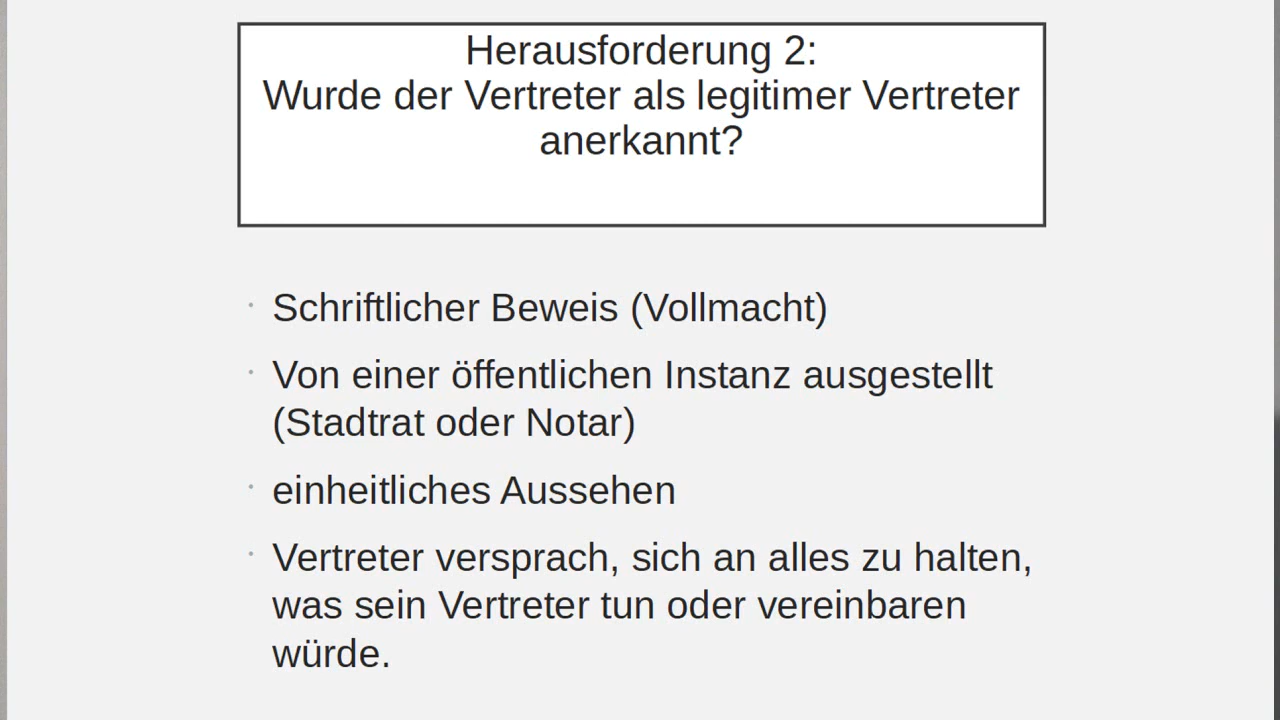 Herausforderung 2:
Wurde der Vertreter als legitimer Vertreter
anerkannt?
Schriftlicher Beweis (Vollmacht)
Von einer öffentlichen Instanz ausgestellt
(Stadtrat oder Notar)
einheitliches Aussehen
Vertreter versprach, sich an alles zu halten,
was sein Vertreter tun oder vereinbaren
würde.